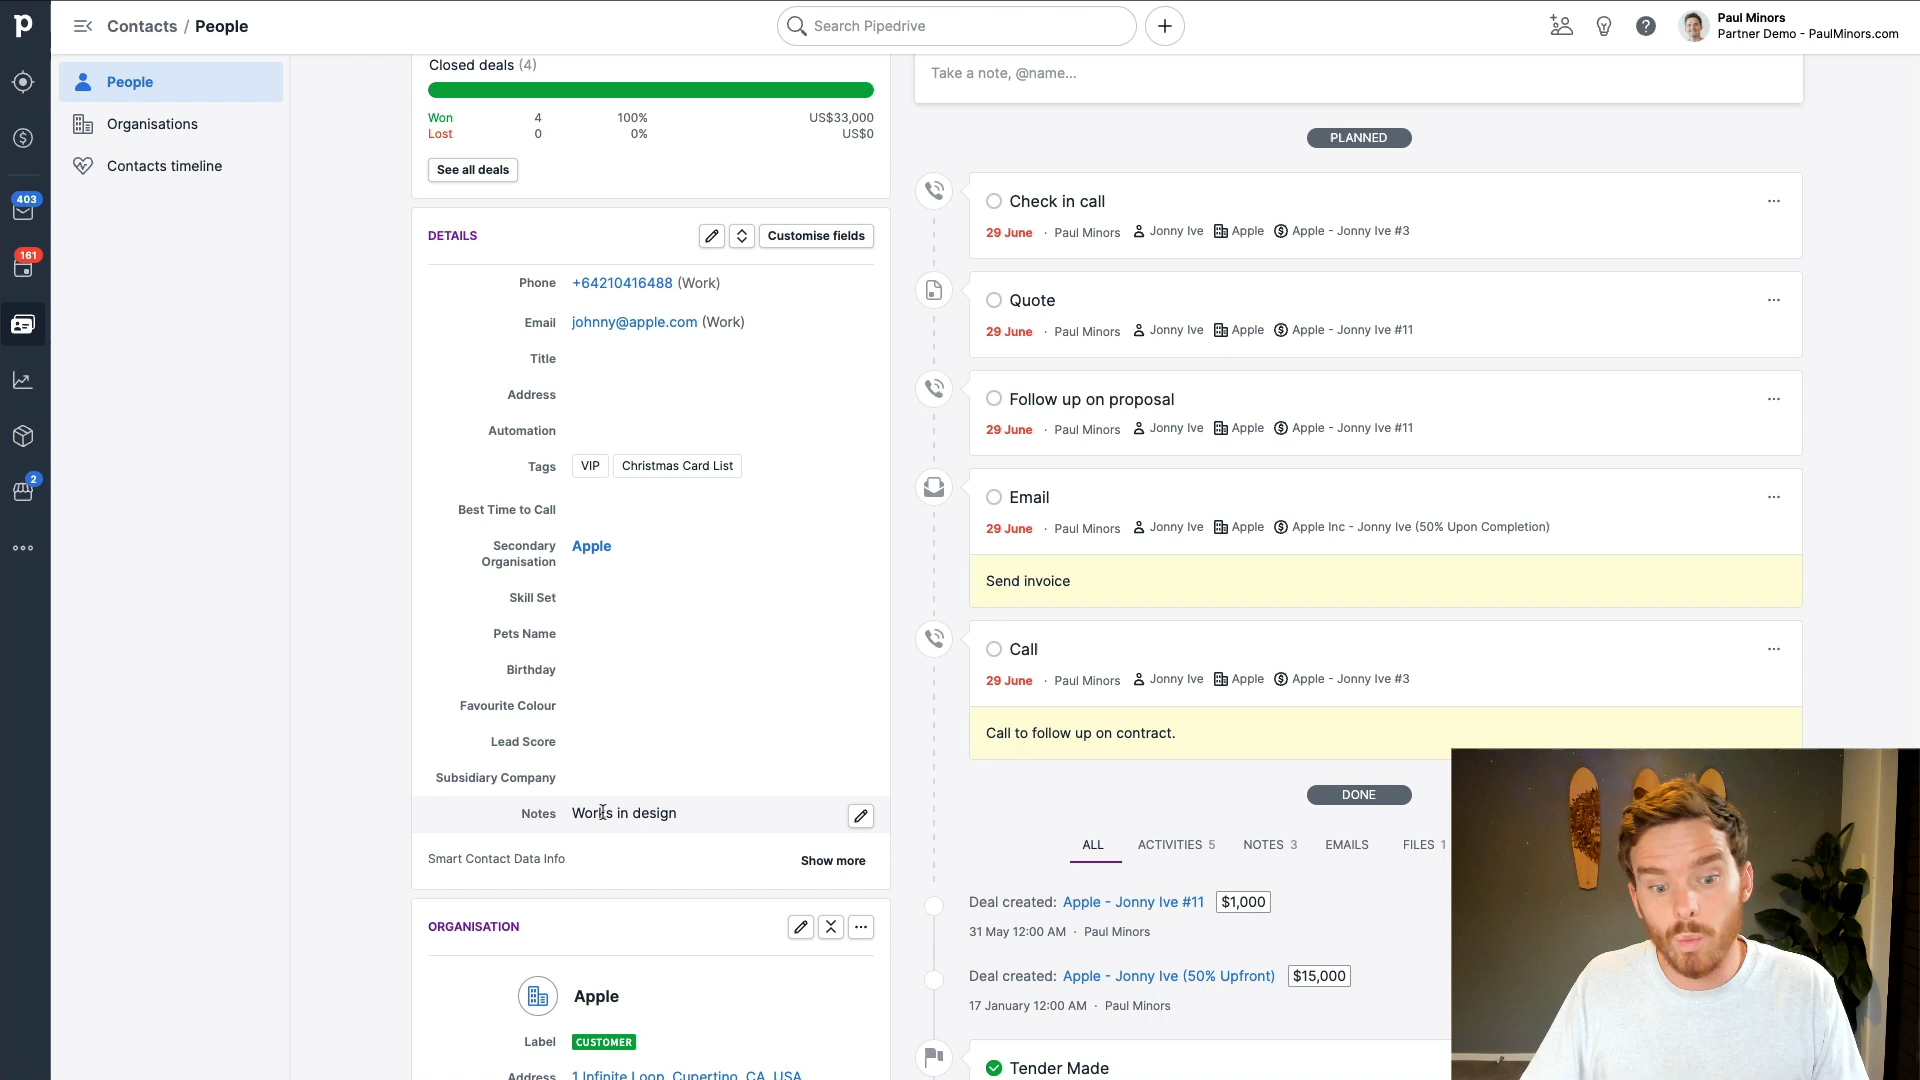 Contacts / People
Search Pipedrive
Paul Minors
Partner Demo - PaulMinors.com
403
161
2
People
Organisations
Contacts timeline
Closed deals (4)
Won 4 100% US$33,000
Lost 0 0% US$0
See all deals
DETAILS
Customise fields
Phone +64210416488 (Work)
Email johnny@apple.com (Work)
Title
Address
Automation
Tags VIP Christmas Card List
Best Time to Call
Secondary Organisation Apple
Skill Set
Pets Name
Birthday
Favourite Colour
Lead Score
Subsidiary Company
Notes Works in design
Smart Contact Data Info Show more
ORGANISATION
Apple
Label CUSTOMER
Address 1 Infinite Loop, Cupertino, CA, USA
Take a note, @name...
PLANNED
Check in call
29 June · Paul Minors Jonny Ive Apple Apple - Jonny Ive #3
Quote
29 June · Paul Minors Jonny Ive Apple Apple - Jonny Ive #11
Follow up on proposal
29 June · Paul Minors Jonny Ive Apple Apple - Jonny Ive #11
Email
29 June · Paul Minors Jonny Ive Apple Apple Inc - Jonny Ive (50% Upon Completion)
Send invoice
Call
29 June · Paul Minors Jonny Ive Apple Apple - Jonny Ive #3
Call to follow up on contract.
DONE
ALL ACTIVITIES 5 NOTES 3 EMAILS FILES 1
Deal created: Apple - Jonny Ive #11 $1,000
31 May 12:00 AM · Paul Minors
Deal created: Apple - Jonny Ive (50% Upfront) $15,000
17 January 12:00 AM · Paul Minors
Tender Made